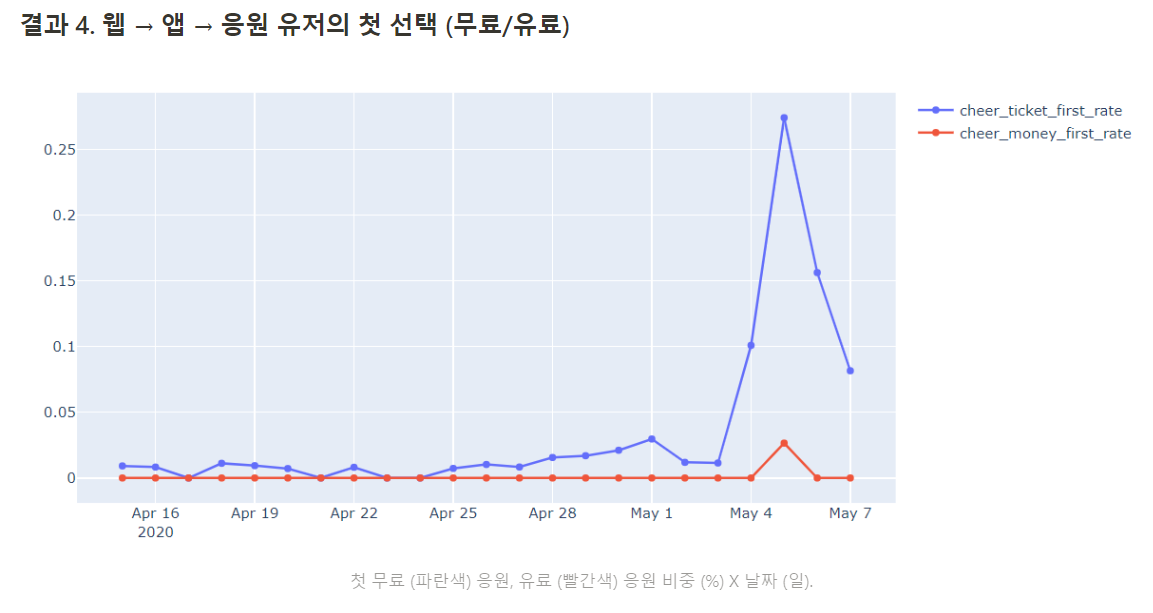 결과 4. 웹 → 앱 → 응원 유저의 첫 선택 (무료/유료)
cheer_ticket_first_rate
cheer_money_first_rate
0.25
0.2
0.15
0.1
0.05
0
Apr 16 Apr 19 Apr 22 Apr 25 Apr 28 May 1 May 4 May 7
2020
첫 무료 (파란색) 응원, 유료 (빨간색) 응원 비중 (%) X 날짜 (일).